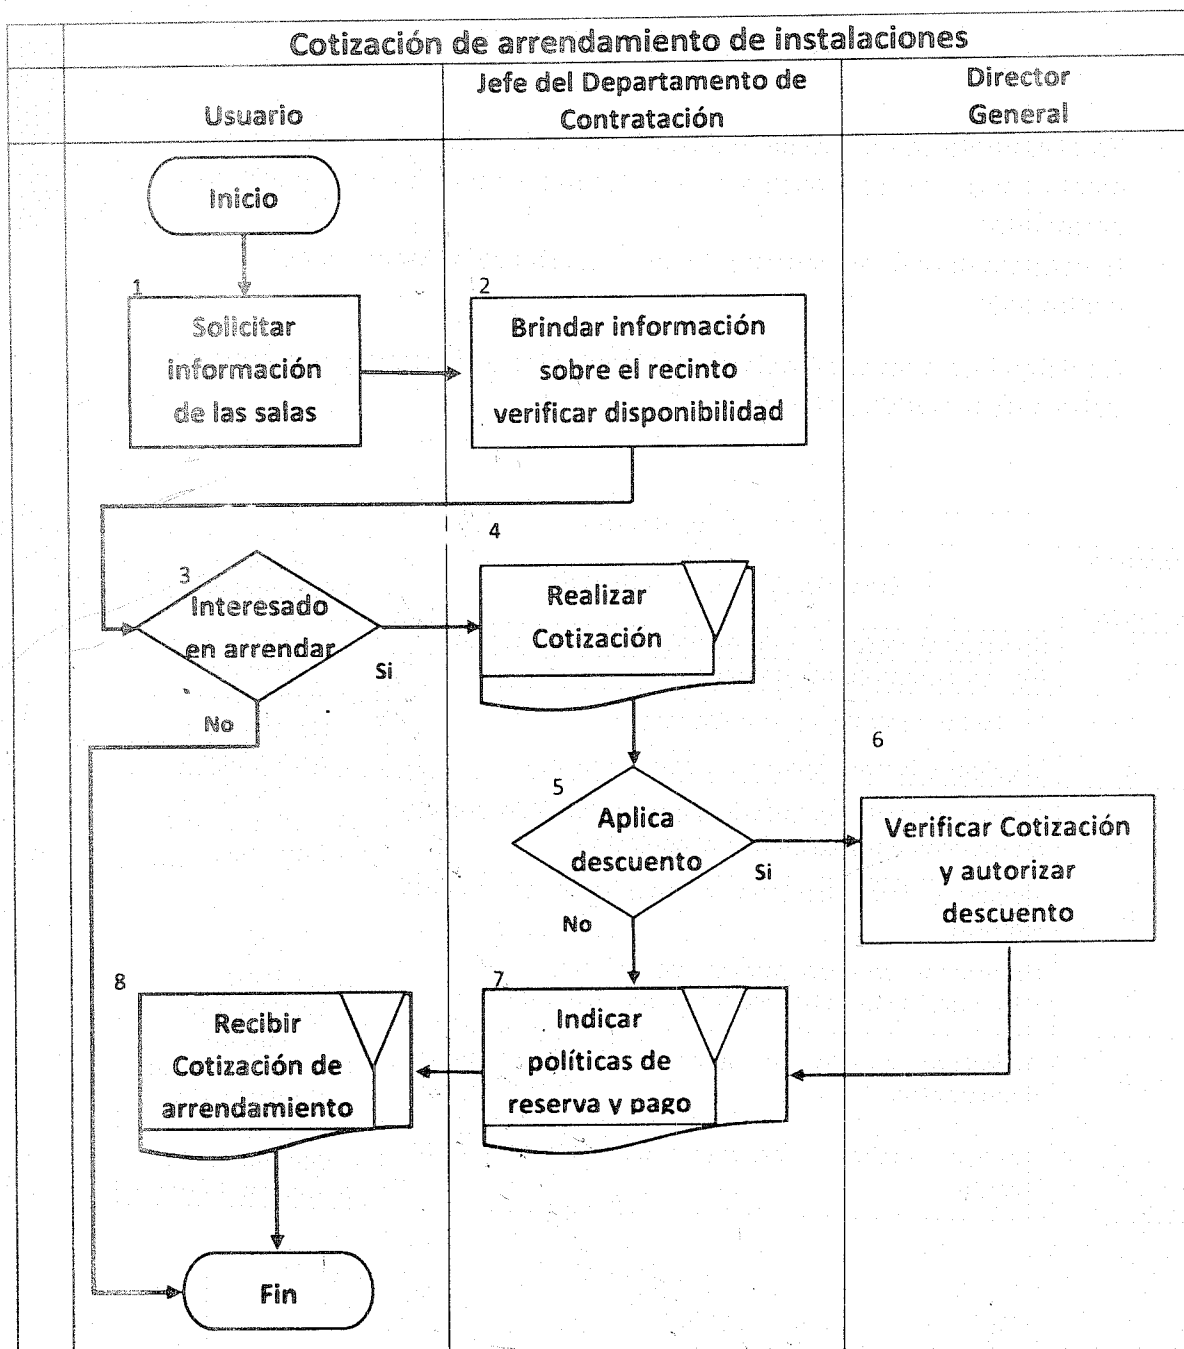 Cotización de arrendamiento de instalaciones
Usuario
Jefe del Departamento de
Contratación
Director
General
Inicio
1
Solicitar
información
de las salas
2
Brindar información
sobre el recinto
verificar disponibilidad
3
Interesado
en arrendar
Si
No
4
Realizar
Cotización
5
Aplica
descuento
Si
No
6
Verificar Cotización
y autorizar
descuento
7
Indicar
políticas de
reserva y pago
8
Recibir
Cotización de
arrendamiento
Fin